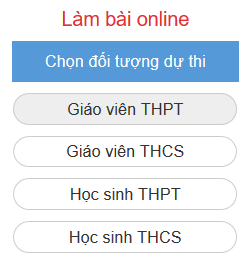 Làm bài online
Chọn đối tượng dự thi
Giáo viên THPT
Giáo viên THCS
Học sinh THPT
Học sinh THCS